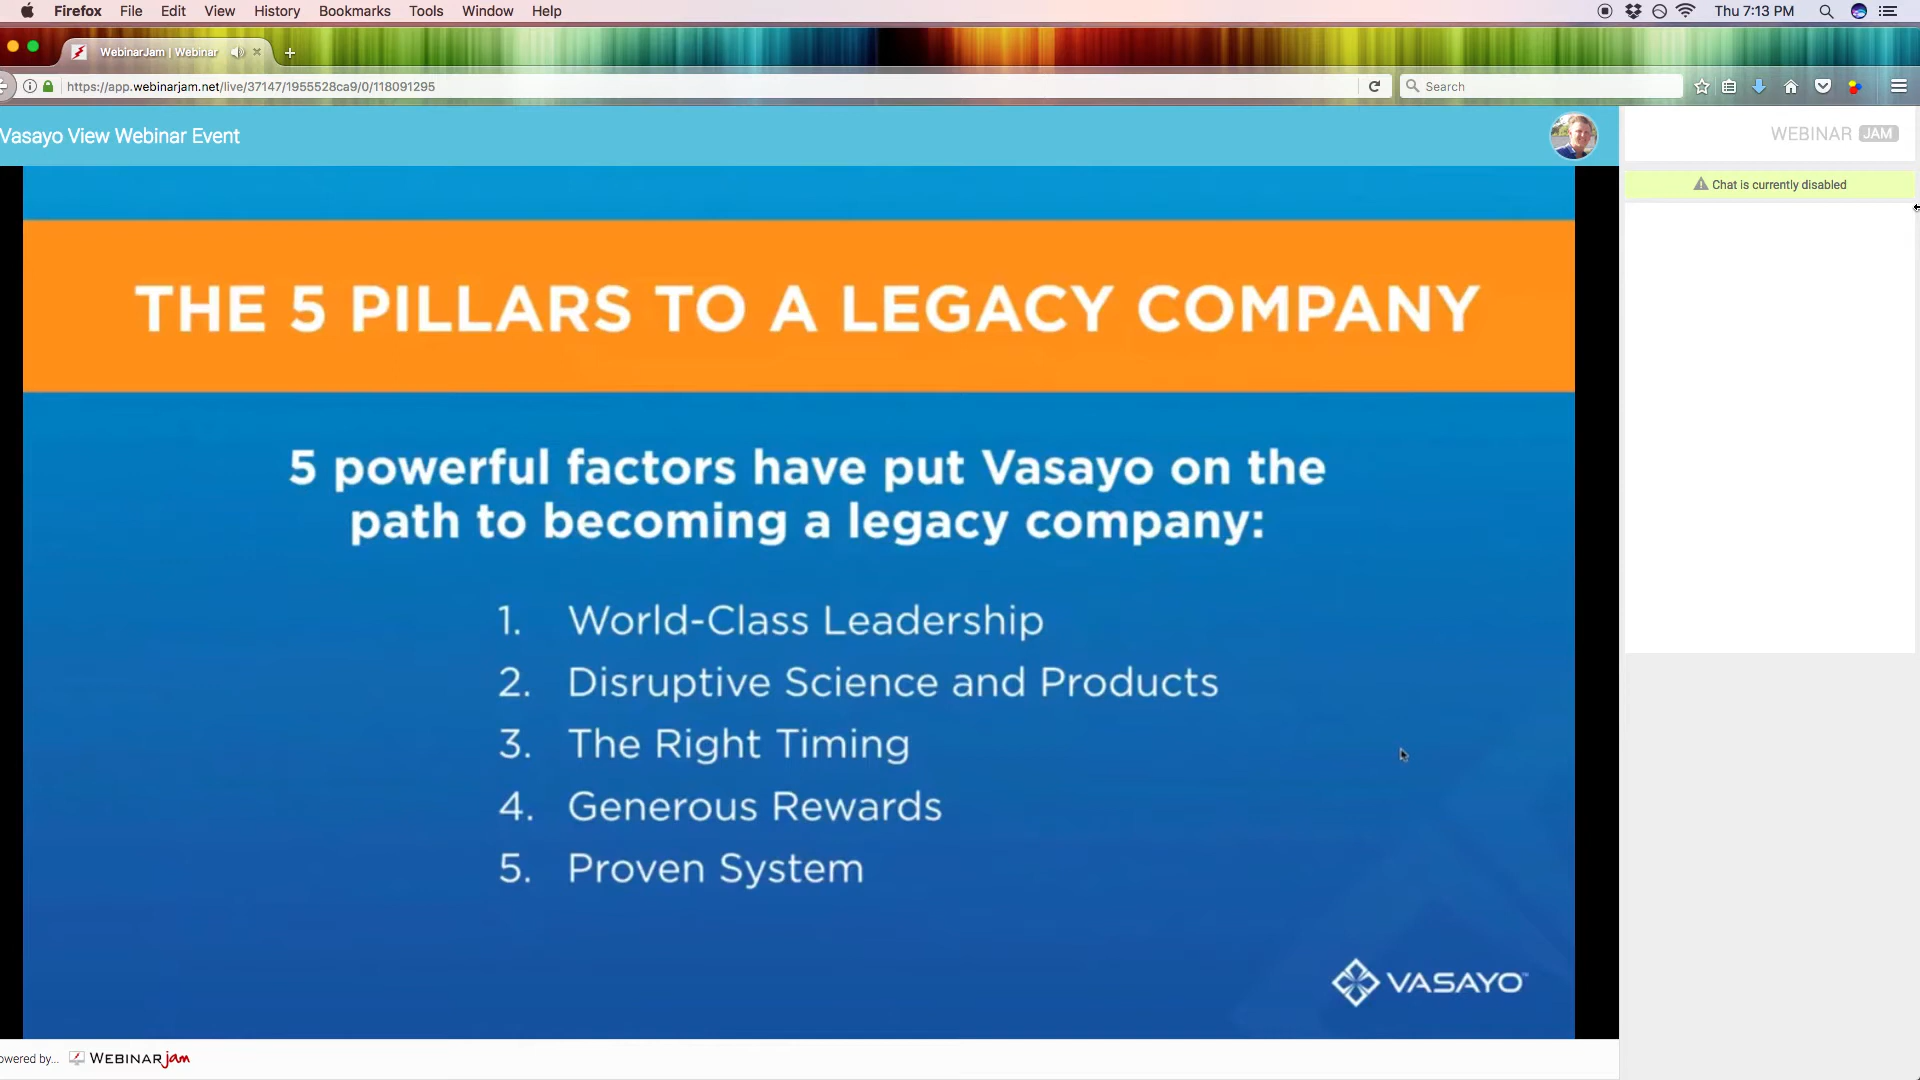 Firefox File Edit View History Bookmarks Tools Window Help Thu 7:13 PM
WebinarJam | Webinar
https://app.webinarjam.net/live/37147/1955528ca9/0/118091295 Search
Vasayo View Webinar Event
WEBINAR JAM
Chat is currently disabled
THE 5 PILLARS TO A LEGACY COMPANY
5 powerful factors have put Vasayo on the
path to becoming a legacy company:
1. World-Class Leadership
2. Disruptive Science and Products
3. The Right Timing
4. Generous Rewards
5. Proven System
VASAYO™
owered by... WEBINARjam